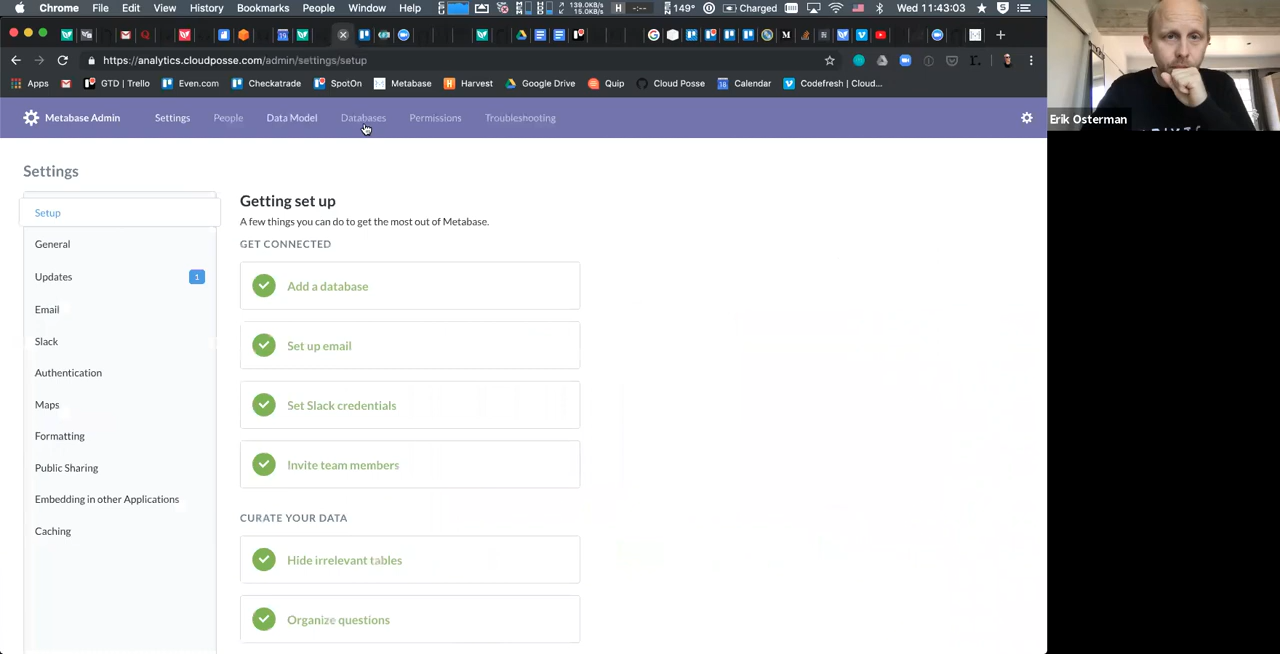 Chrome File Edit View History Bookmarks People Window Help 139.0KB/s 15.0KB/s H -:-- 149° Charged Wed 11:43:03
https://analytics.cloudposse.com/admin/settings/setup
Apps GTD | Trello Even.com Checkatrade SpotOn Metabase Harvest Google Drive Quip Cloud Posse Calendar Codefresh | Cloud...
Erik Osterman
Metabase Admin Settings People Data Model Databases Permissions Troubleshooting
Settings
Setup
General
Updates 1
Email
Slack
Authentication
Maps
Formatting
Public Sharing
Embedding in other Applications
Caching
Getting set up
A few things you can do to get the most out of Metabase.
GET CONNECTED
Add a database
Set up email
Set Slack credentials
Invite team members
CURATE YOUR DATA
Hide irrelevant tables
Organize questions